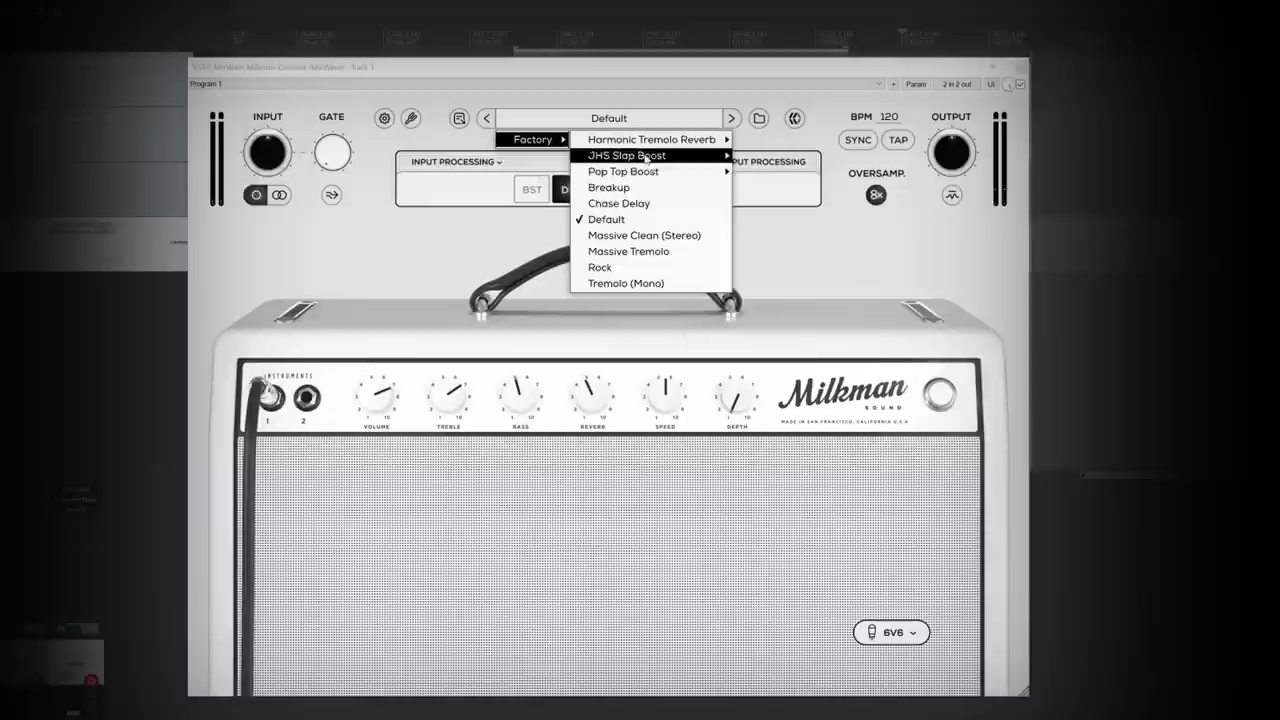 Program 1
Param
2 in 2 out
UI
INPUT
GATE
Default
BPM 120
OUTPUT
SYNC
TAP
OVERSAMP.
8x
Factory
Harmonic Tremolo Reverb
JHS Slap Boost
Pop Top Boost
Breakup
Chase Delay
Default
Massive Clean (Stereo)
Massive Tremolo
Rock
Tremolo (Mono)
INPUT PROCESSING
PUT PROCESSING
BST
D
INSTRUMENTS
1
2
VOLUME
TREBLE
BASS
REVERB
SPEED
DEPTH
Milkman
SOUND
MADE IN SAN FRANCISCO, CALIFORNIA U.S.A
6V6